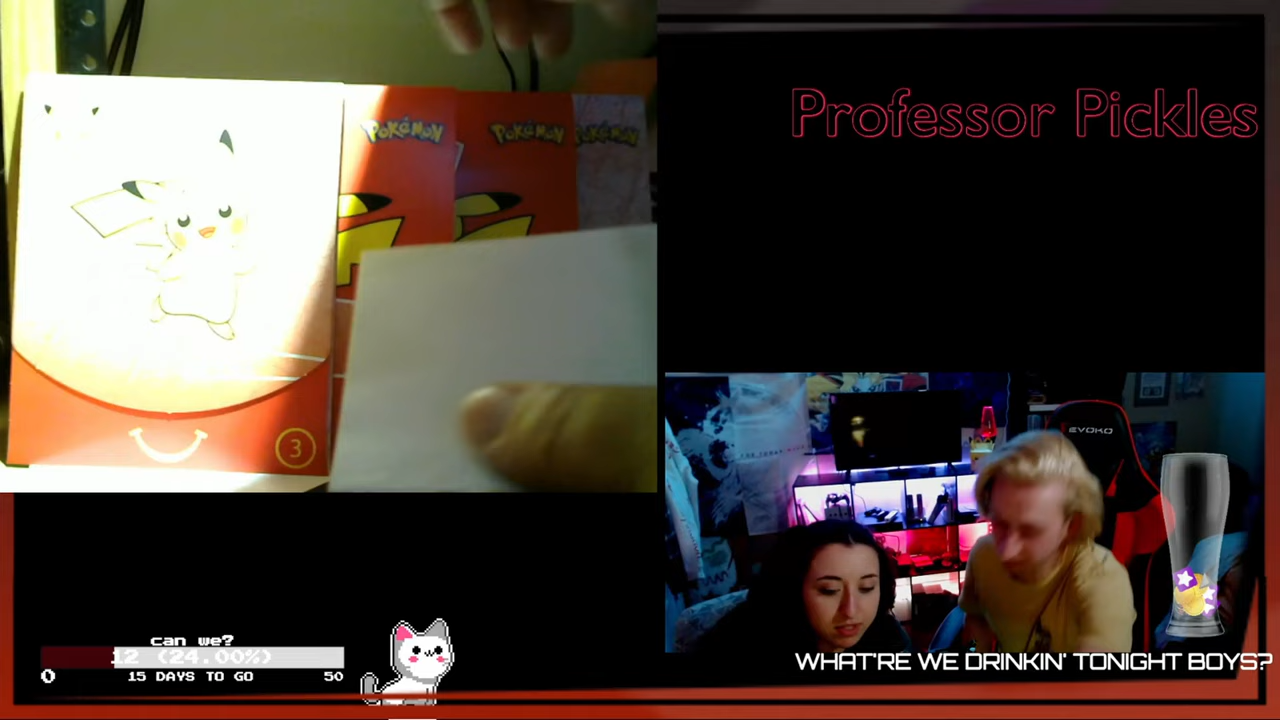 Professor Pickles
POKéMON
POKéMON
POKéMON
3
EVOKO
can we?
12 (24.00%)
0
15 DAYS TO GO
50
WHAT'RE WE DRINKIN' TONIGHT BOYS?